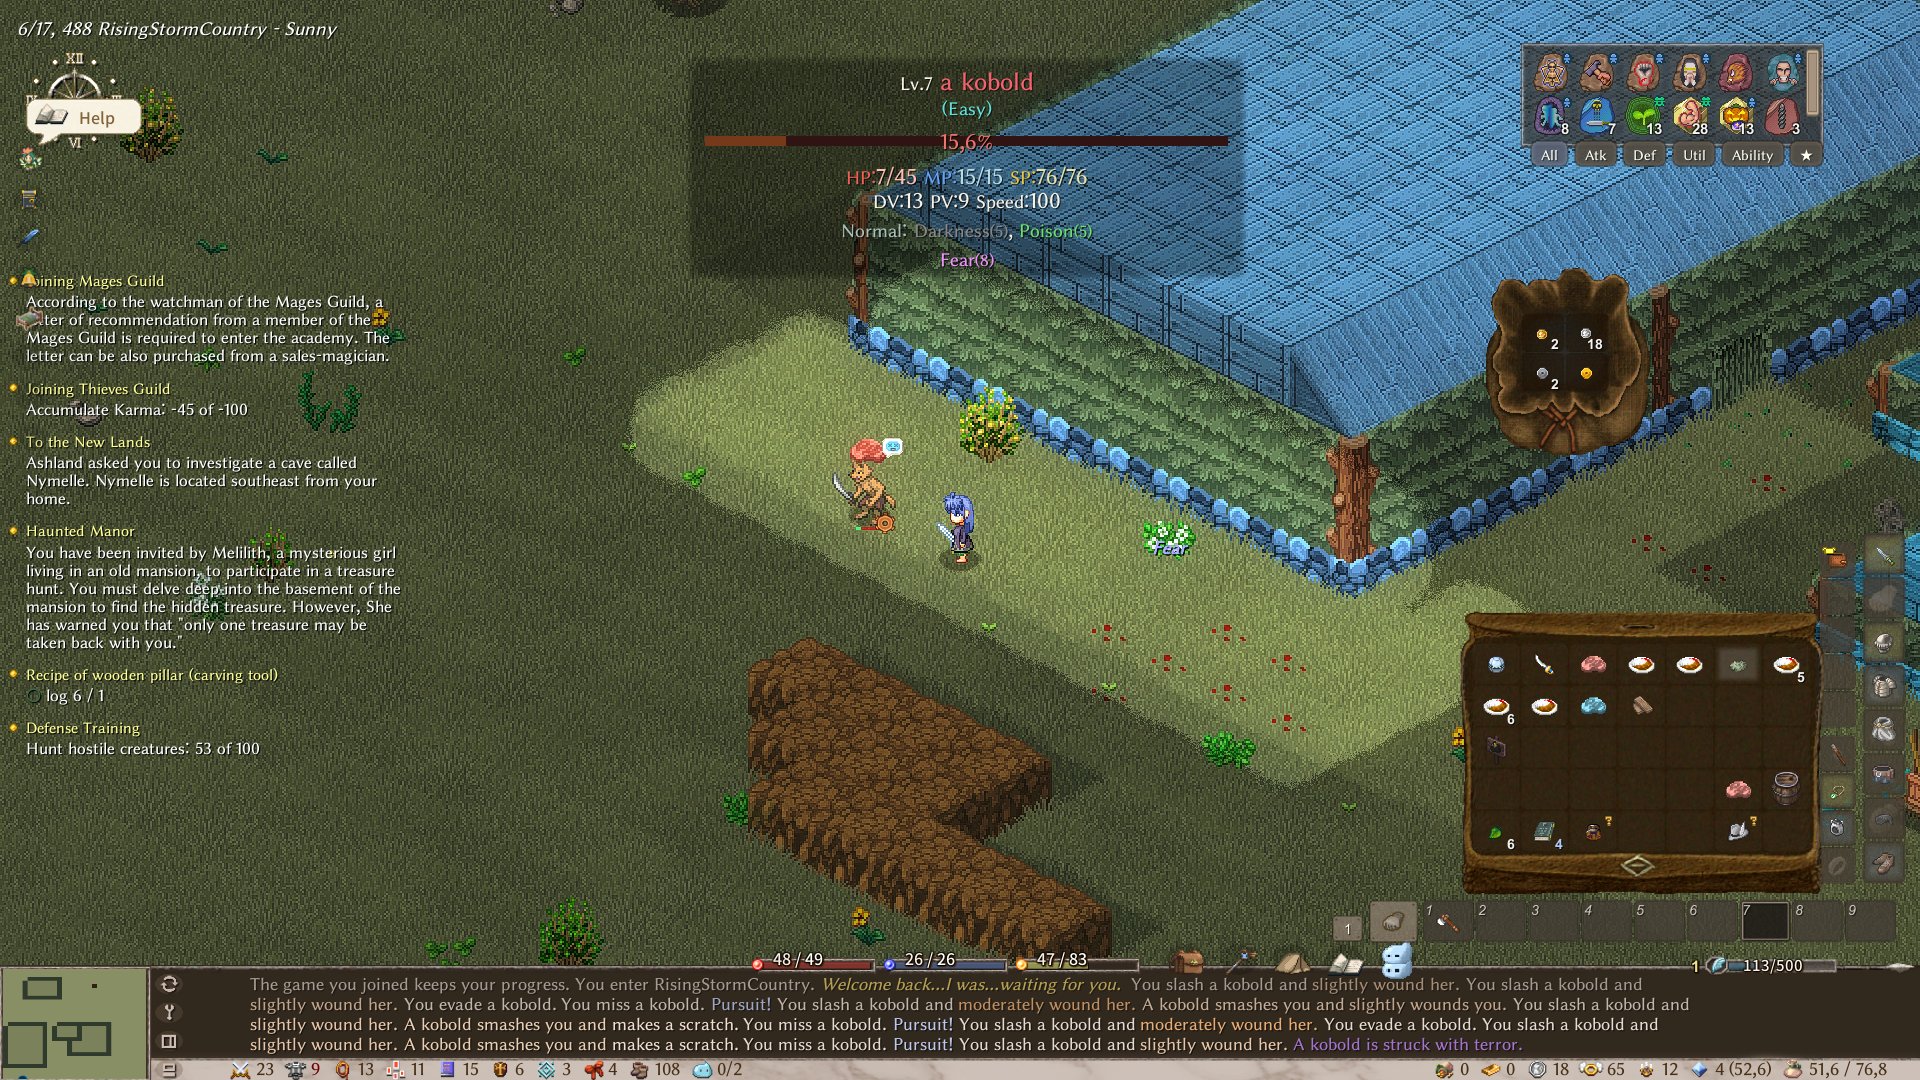 6/17, 488 RisingStormCountry - Sunny
XII
Help
VI
Lv.7 a kobold
(Easy)
15,6%
HP:7/45 MP:15/15 SP:76/76
DV:13 PV:9 Speed:100
Normal: Darkness(5), Poison(5)
Fear(8)
8 7 13 28 13 3
All Atk Def Util Ability ★
2 18
2
Joining Mages Guild
According to the watchman of the Mages Guild, a
letter of recommendation from a member of the
Mages Guild is required to enter the academy. The
letter can be also purchased from a sales-magician.
Joining Thieves Guild
Accumulate Karma: -45 of -100
To the New Lands
Ashland asked you to investigate a cave called
Nymelle. Nymelle is located southeast from your
home.
Haunted Manor
You have been invited by Mellilith, a mysterious girl
living in an old mansion, to participate in a treasure
hunt. You must delve deep into the basement of the
mansion to find the hidden treasure. However, She
has warned you that "only one treasure may be
taken back with you."
Recipe of wooden pillar (carving tool)
log 6 / 1
Defense Training
Hunt hostile creatures: 53 of 100
Fear
5
6
? ?
6 4
1
1 2 3 4 5 6 7 8 9
48 / 49 26 / 26 47 / 83
1 113/500
The game you joined keeps your progress. You enter RisingStormCountry. Welcome back...I was...waiting for you. You slash a kobold and slightly wound her. You slash a kobold and
slightly wound her. You evade a kobold. You miss a kobold. Pursuit! You slash a kobold and moderately wound her. A kobold smashes you and slightly wounds you. You slash a kobold and
slightly wound her. A kobold smashes you and makes a scratch. You miss a kobold. Pursuit! You slash a kobold and moderately wound her. You evade a kobold. You slash a kobold and
slightly wound her. A kobold smashes you and makes a scratch. You miss a kobold. Pursuit! You slash a kobold and slightly wound her. A kobold is struck with terror.
23 9 13 11 15 6 3 4 108 0/2 0 0 18 65 12 4 (52,6) 51,6 / 76,8